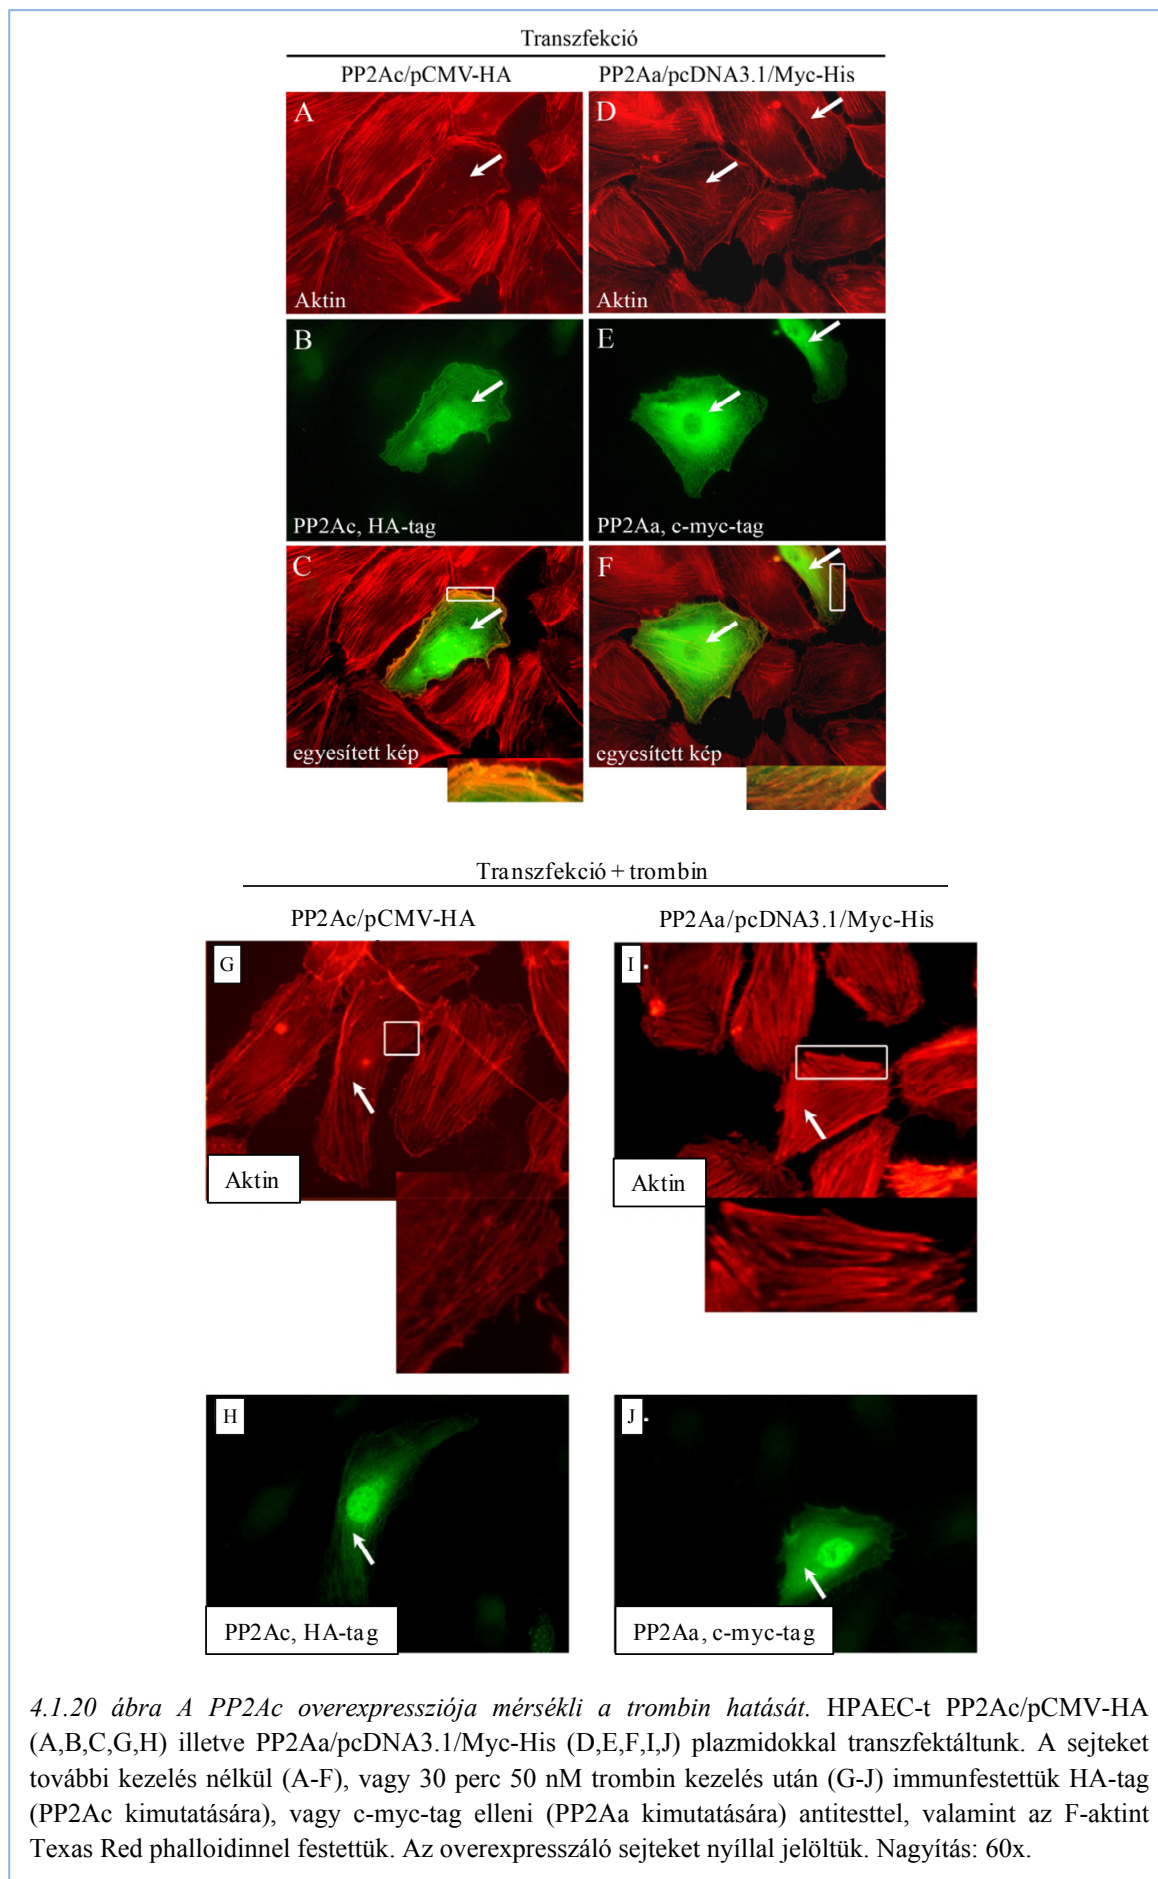 Transzfekció
PP2Ac/pCMV-HA
PP2Aa/pcDNA3.1/Myc-His
A
Aktin
D
Aktin
B
PP2Ac, HA-tag
E
PP2Aa, c-myc-tag
C
egyesített kép
F
egyesített kép
Transzfekció + trombin
PP2Ac/pCMV-HA
PP2Aa/pcDNA3.1/Myc-His
G
Aktin
I
Aktin
H
PP2Ac, HA-tag
J
PP2Aa, c-myc-tag
4.1.20 ábra A PP2Ac overexpressziója mérsékli a trombin hatását. HPAEC-t PP2Ac/pCMV-HA
(A,B,C,G,H) illetve PP2Aa/pcDNA3.1/Myc-His (D,E,F,I,J) plazmidokkal transzfektáltunk. A sejteket
további kezelés nélkül (A-F), vagy 30 perc 50 nM trombin kezelés után (G-J) immunfestettük HA-tag
(PP2Ac kimutatására), vagy c-myc-tag elleni (PP2Aa kimutatására) antitesttel, valamint az F-aktint
Texas Red phalloidinnel festettük. Az overexpresszáló sejteket nyíllal jelöltük. Nagyítás: 60x.